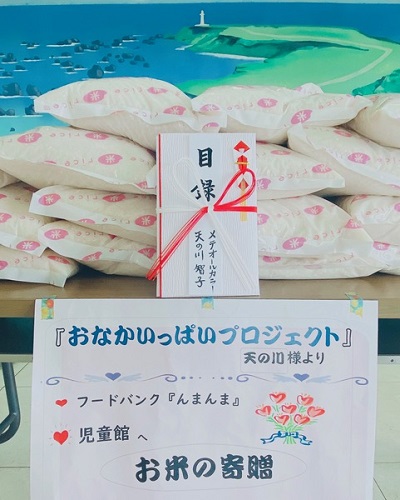 米
目録
メテオールカニー
天の川 智子
『おなかいっぱいプロジェクト』
天の川様より
❤フードバンク『んまんま』
❤児童館へ
お米の寄贈